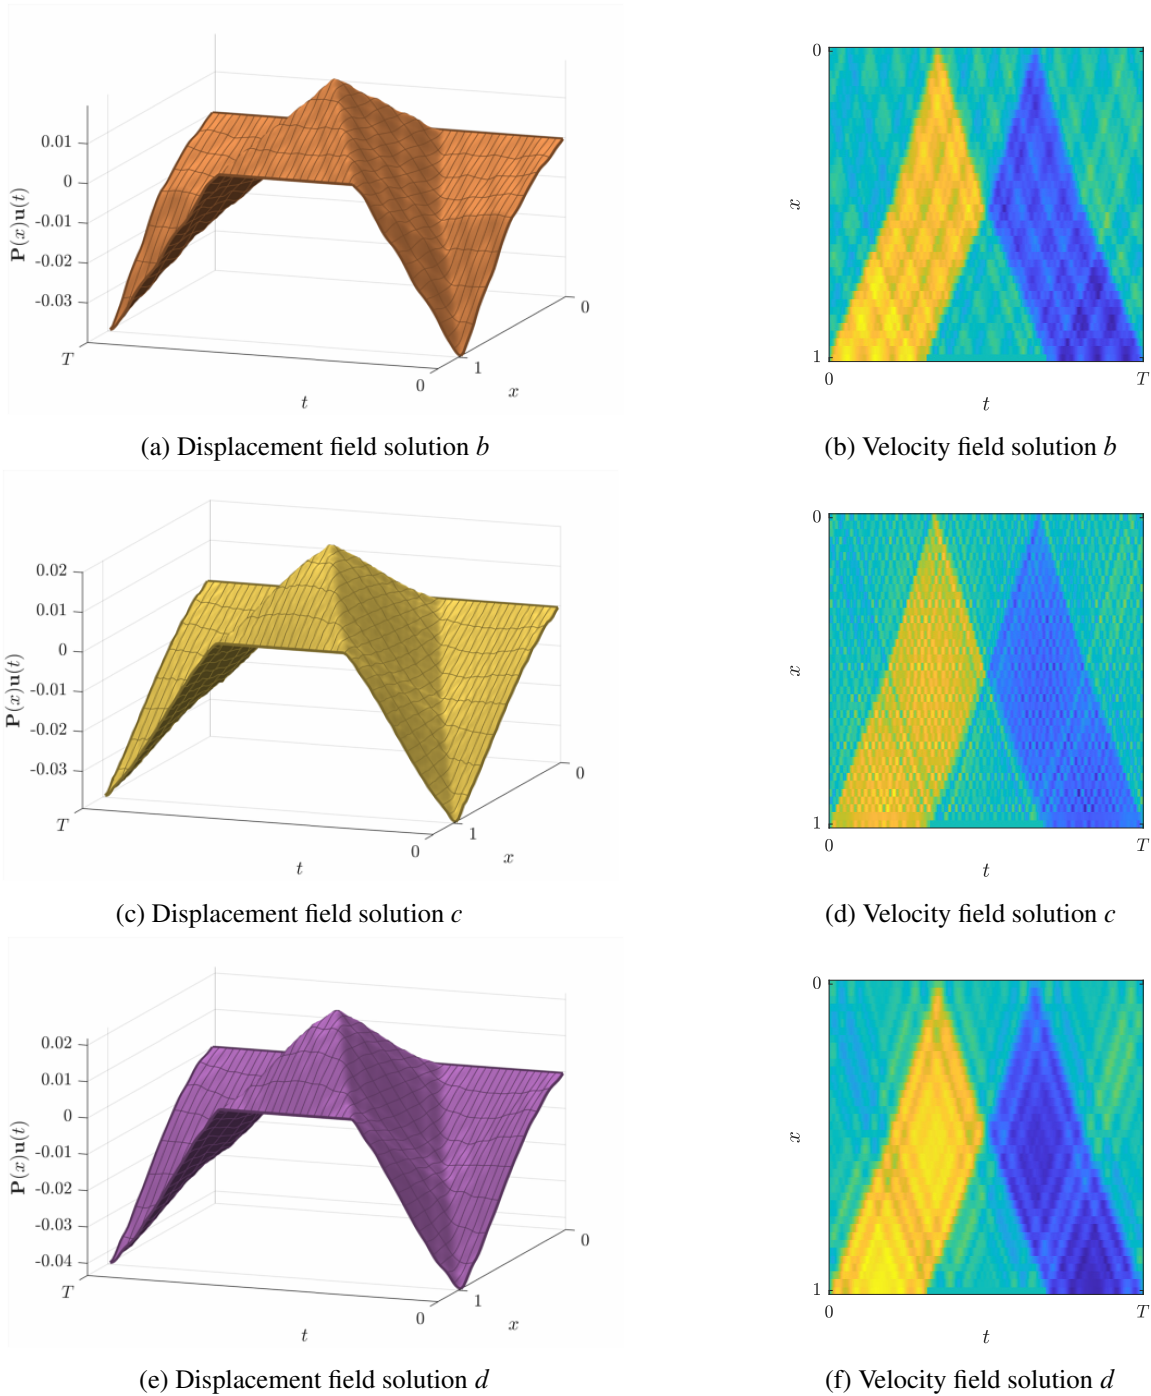 0.01
0
-0.01
-0.02
-0.03
P(x)u(t)
T
t
0
1
x
0
0
x
1
0
T
t
(a) Displacement field solution b
(b) Velocity field solution b
0.02
0.01
0
-0.01
-0.02
-0.03
P(x)u(t)
T
t
0
1
x
0
0
x
1
0
T
t
(c) Displacement field solution c
(d) Velocity field solution c
0.02
0.01
0
-0.01
-0.02
-0.03
-0.04
P(x)u(t)
T
t
0
1
x
0
0
x
1
0
T
t
(e) Displacement field solution d
(f) Velocity field solution d